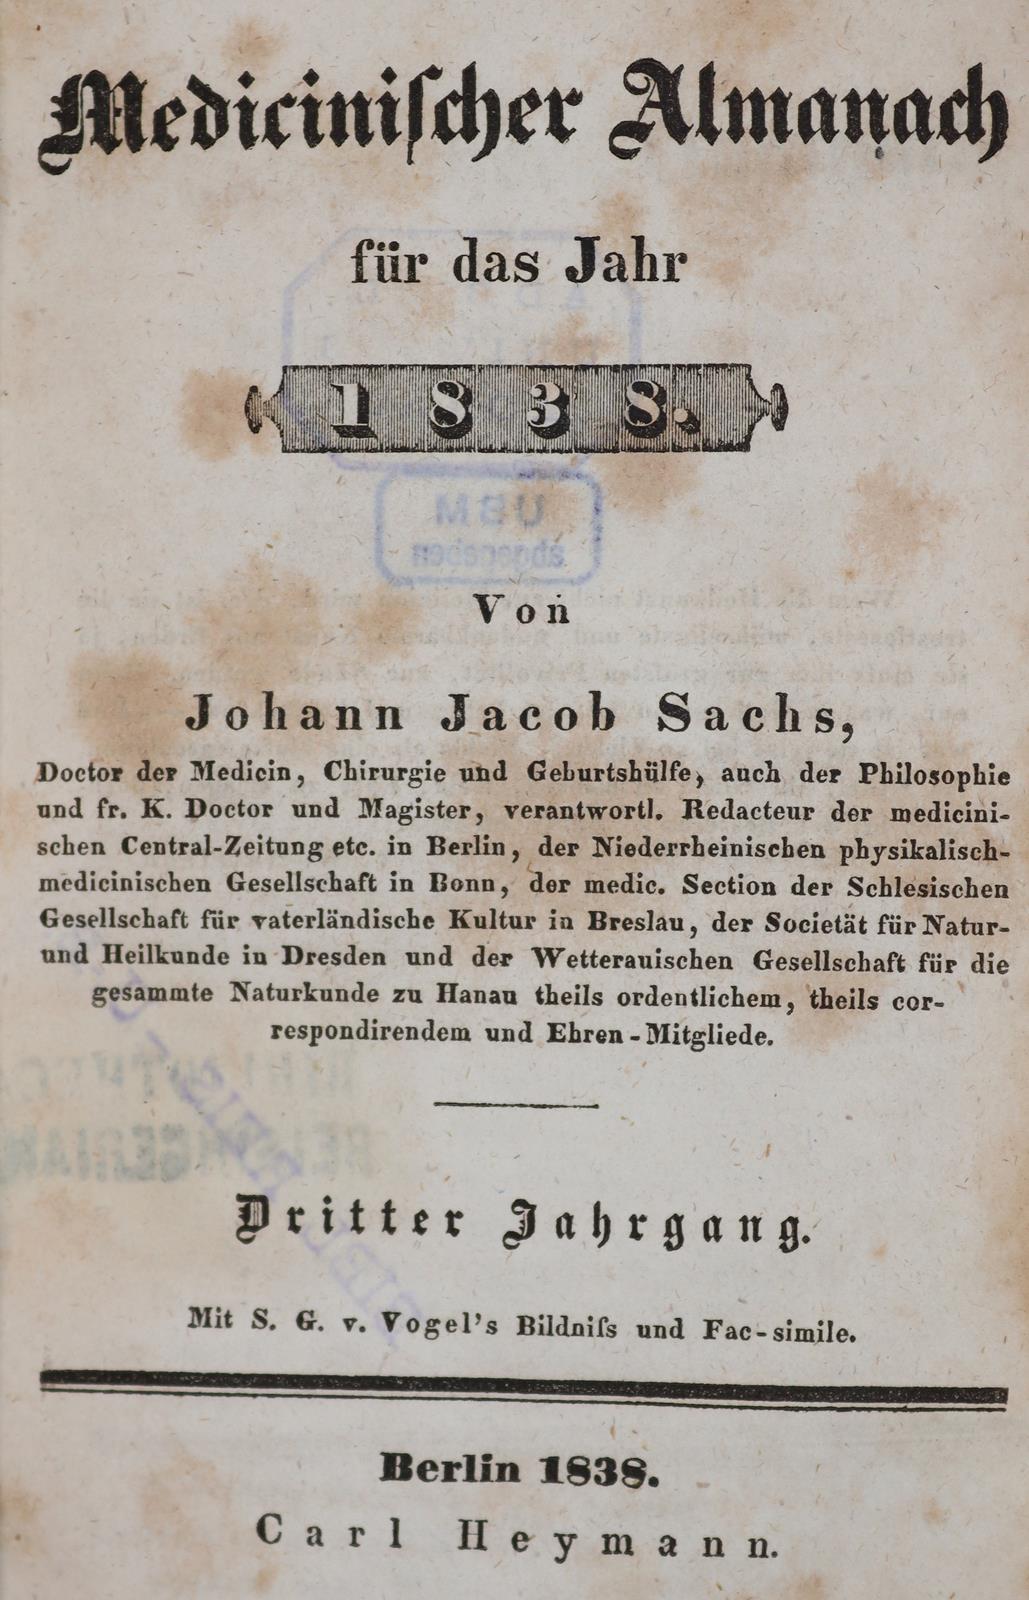 Medicinischer Almanach
für das Jahr
1838.
UBM
abgegeben
Von
Johann Jacob Sachs,
Doctor der Medicin, Chirurgie und Geburtshülfe, auch der Philosophie
und fr. K. Doctor und Magister, verantwortl. Redacteur der medicini-
schen Central-Zeitung etc. in Berlin, der Niederrheinischen physikalisch-
medicinischen Gesellschaft in Bonn, der medic. Section der Schlesischen
Gesellschaft für vaterländische Kultur in Breslau, der Societät für Natur-
und Heilkunde in Dresden und der Wetterauischen Gesellschaft für die
gesammte Naturkunde zu Hanau theils ordentlichem, theils cor-
respondirendem und Ehren-Mitgliede.
Dritter Jahrgang.
Mit S. G. v. Vogel's Bildniſs und Fac-simile.
Berlin 1838.
Carl Heymann.